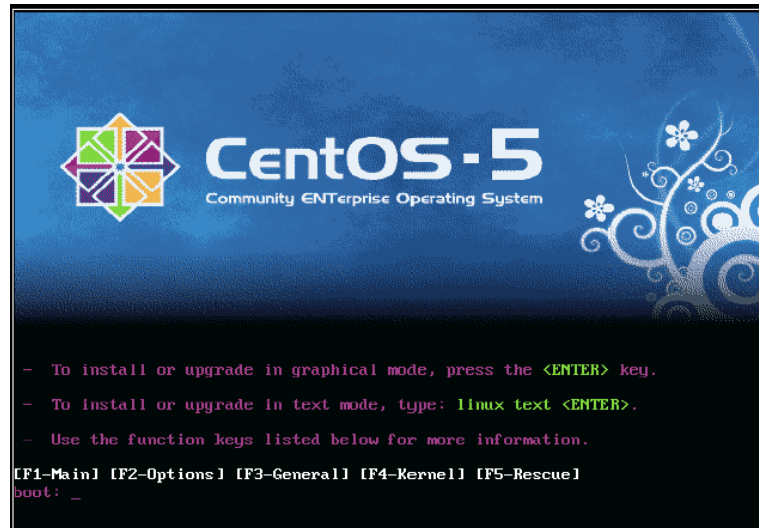 CentOS-5
Community ENTerprise Operating System
- To install or upgrade in graphical mode, press the <ENTER> key.
- To install or upgrade in text mode, type: linux text <ENTER>.
- Use the function keys listed below for more information.
[F1-Main] [F2-Options] [F3-General] [F4-Kernel] [F5-Rescue]
boot: _